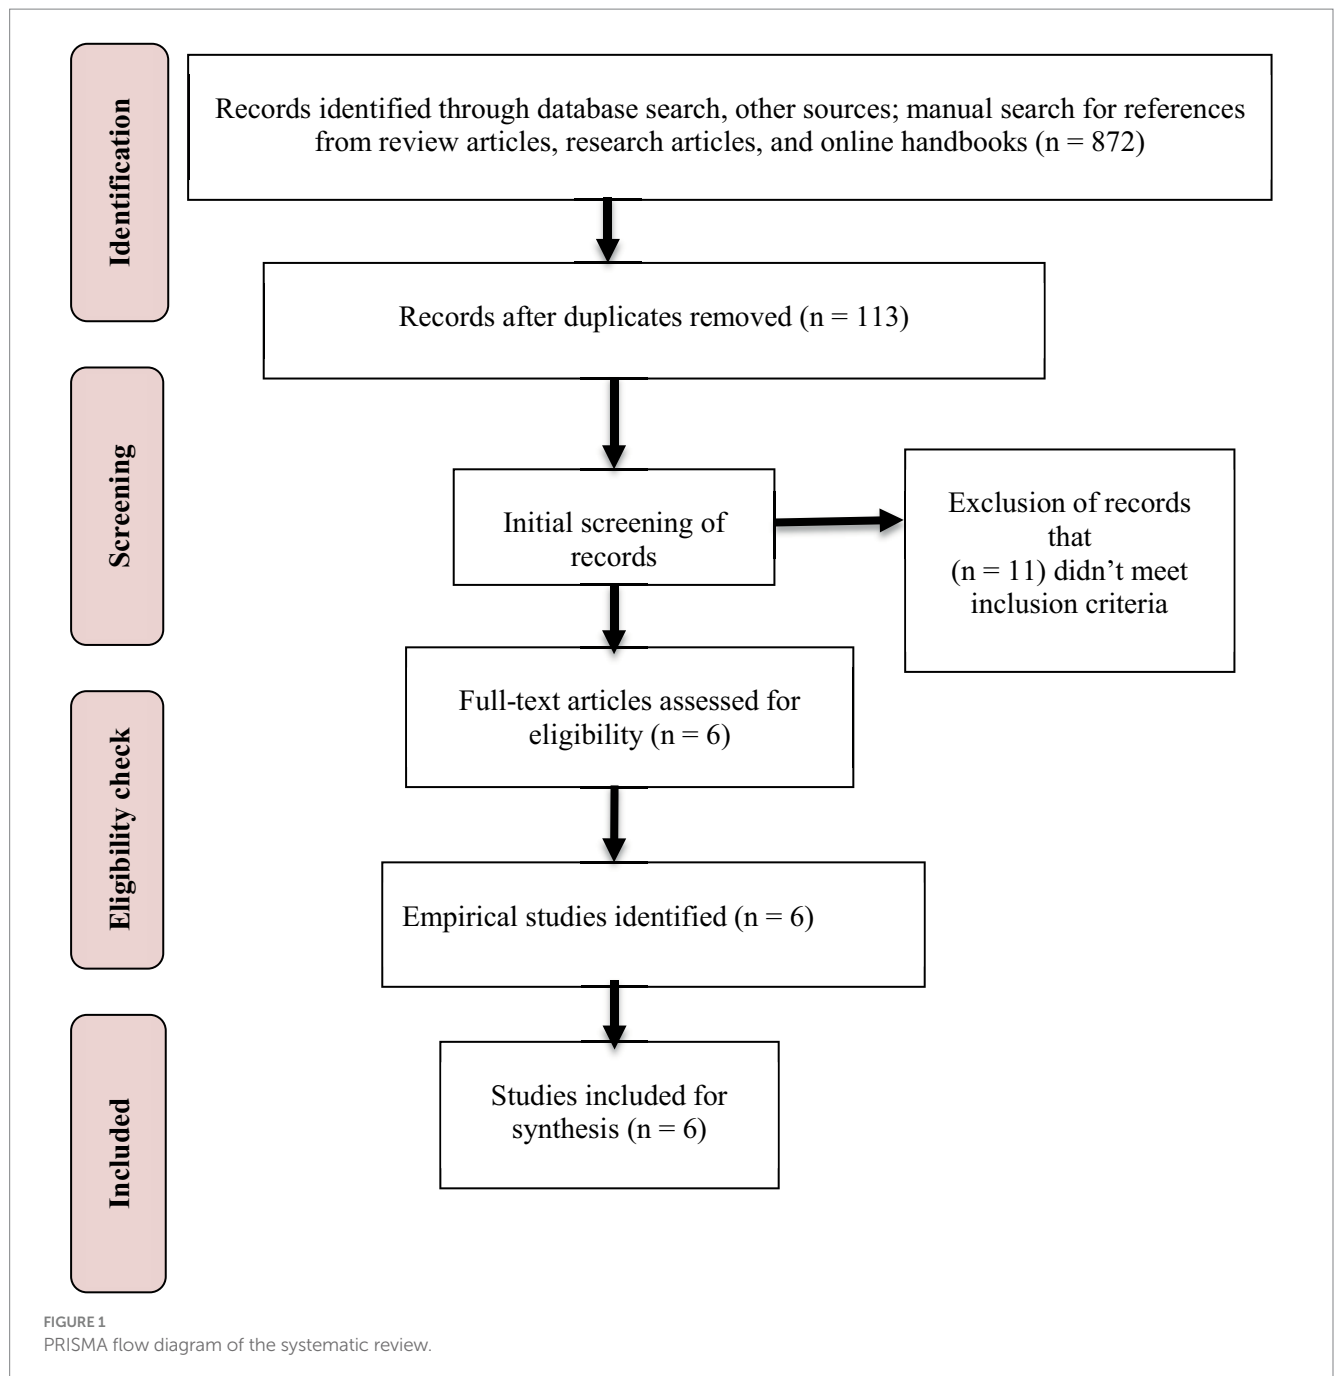 Identification
Records identified through database search, other sources; manual search for references
from review articles, research articles, and online handbooks (n = 872)
Records after duplicates removed (n = 113)
Screening
Initial screening of
records
Exclusion of records
that
(n = 11) didn’t meet
inclusion criteria
Full-text articles assessed for
eligibility (n = 6)
Eligibility check
Empirical studies identified (n = 6)
Included
Studies included for
synthesis (n = 6)
FIGURE 1
PRISMA flow diagram of the systematic review.